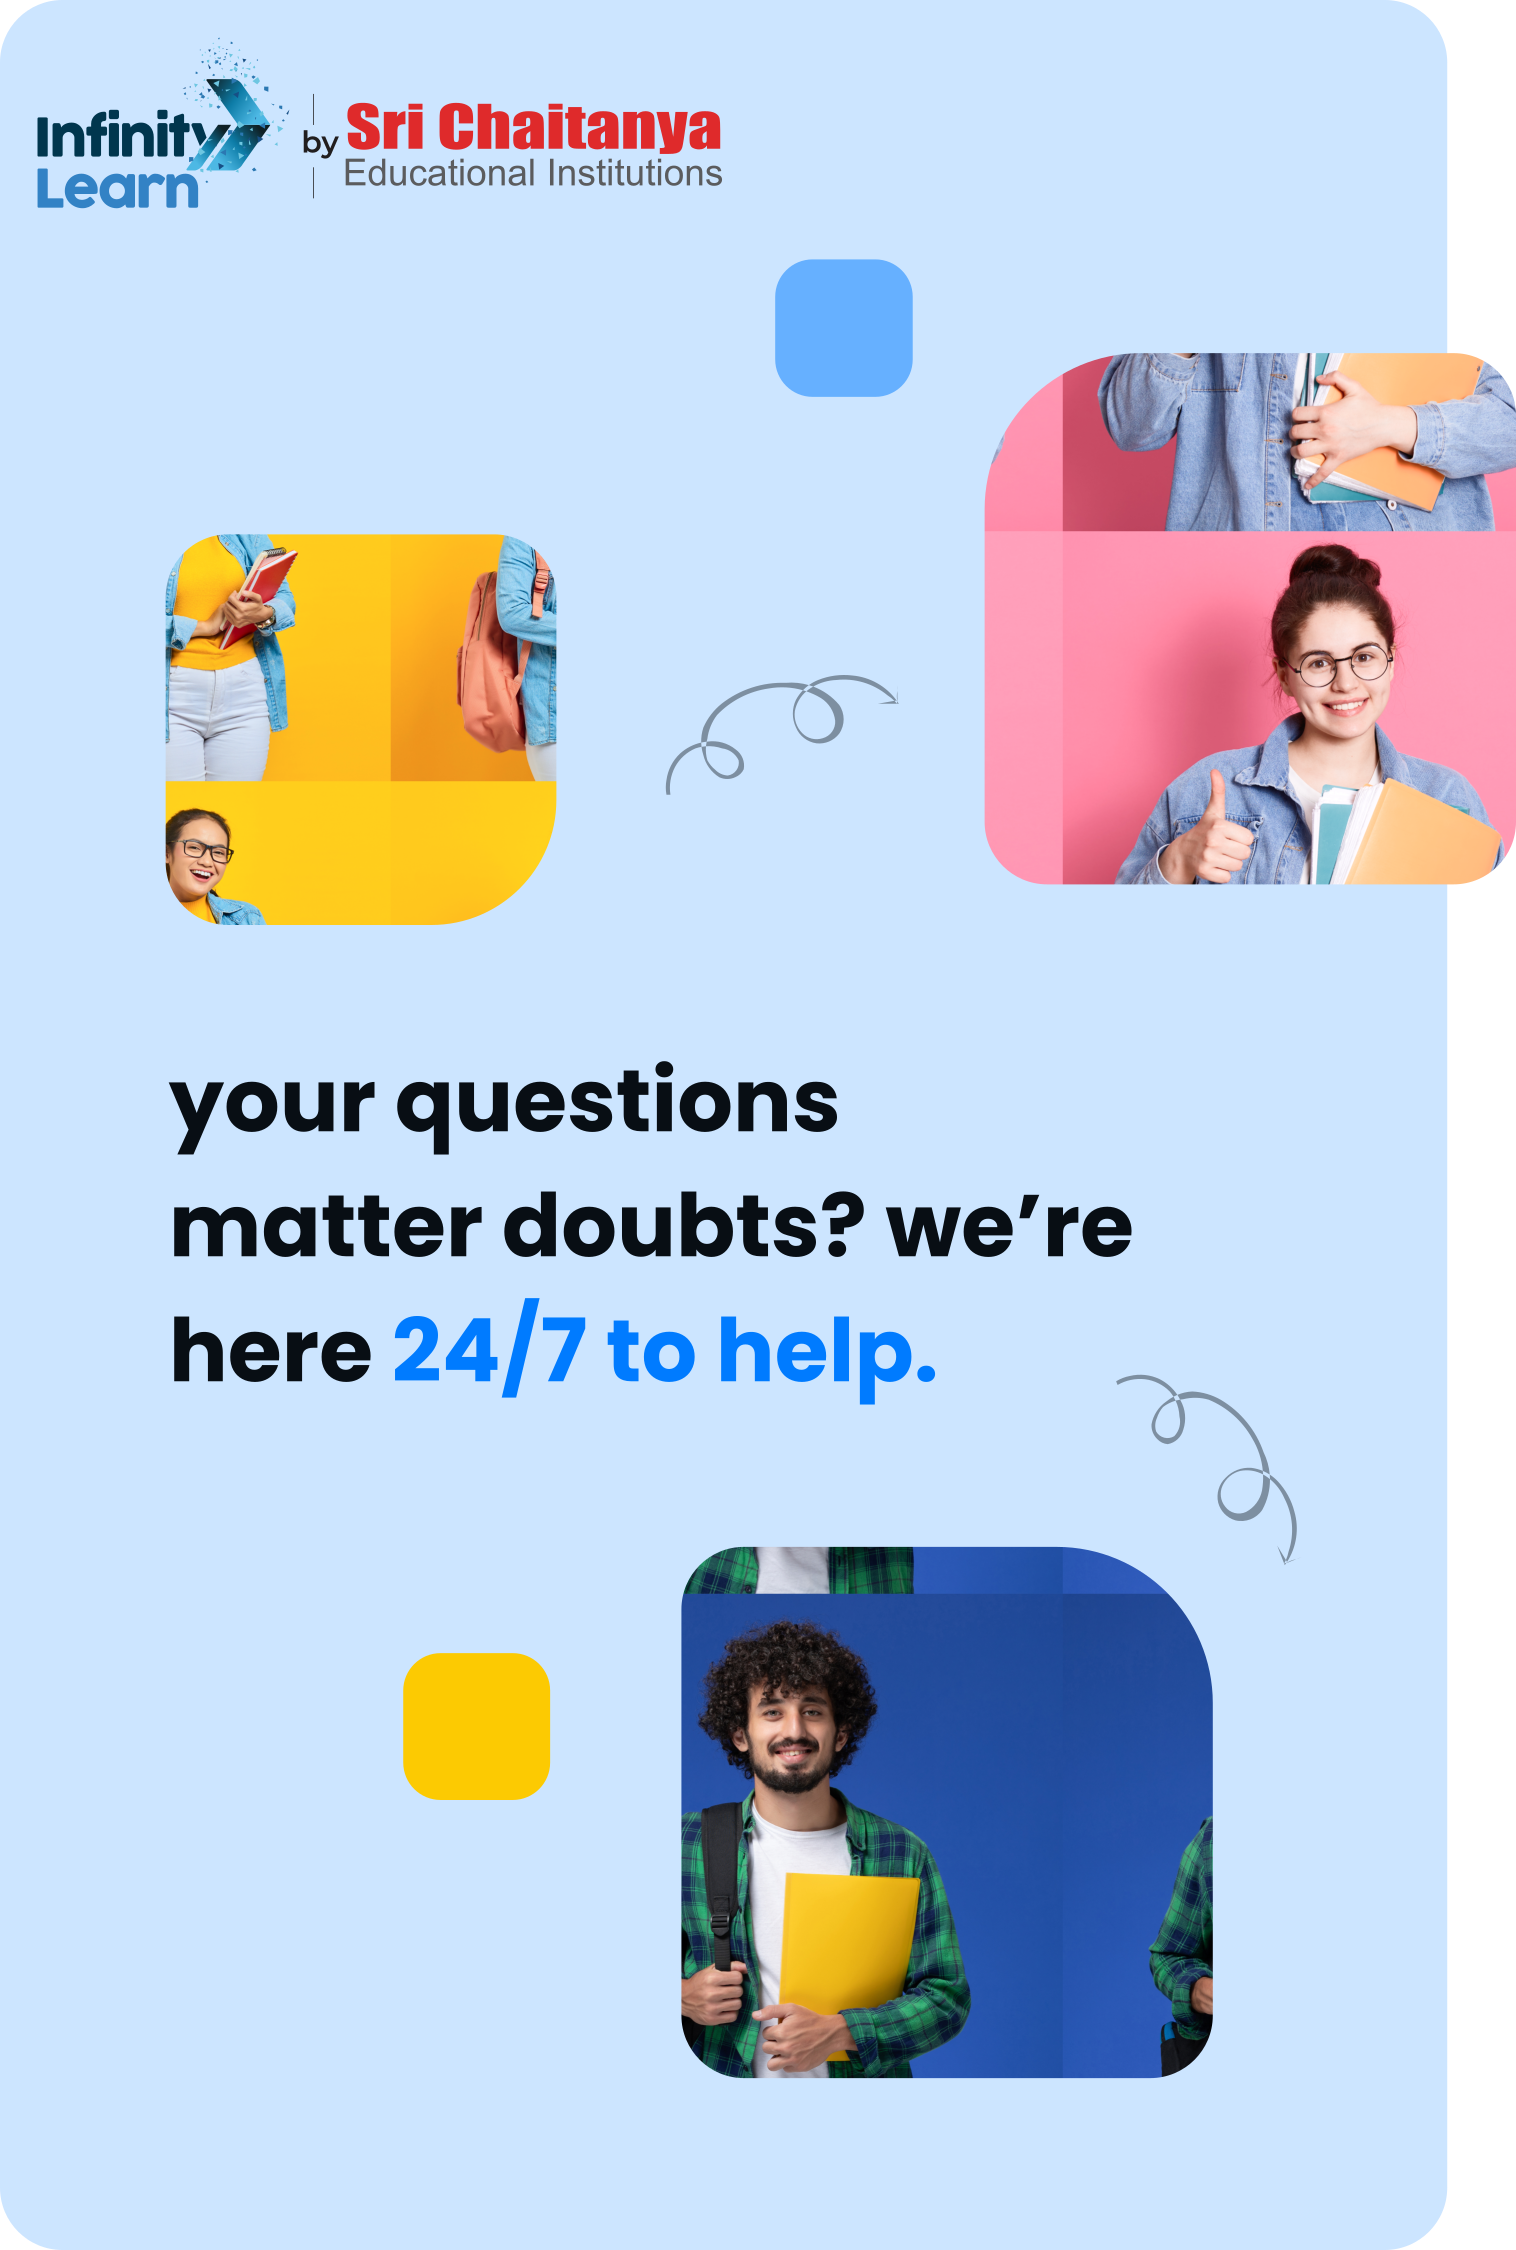 Infinity
Learn
by
Sri Chaitanya
Educational Institutions
your questions
matter doubts? we’re
here 24/7 to help.